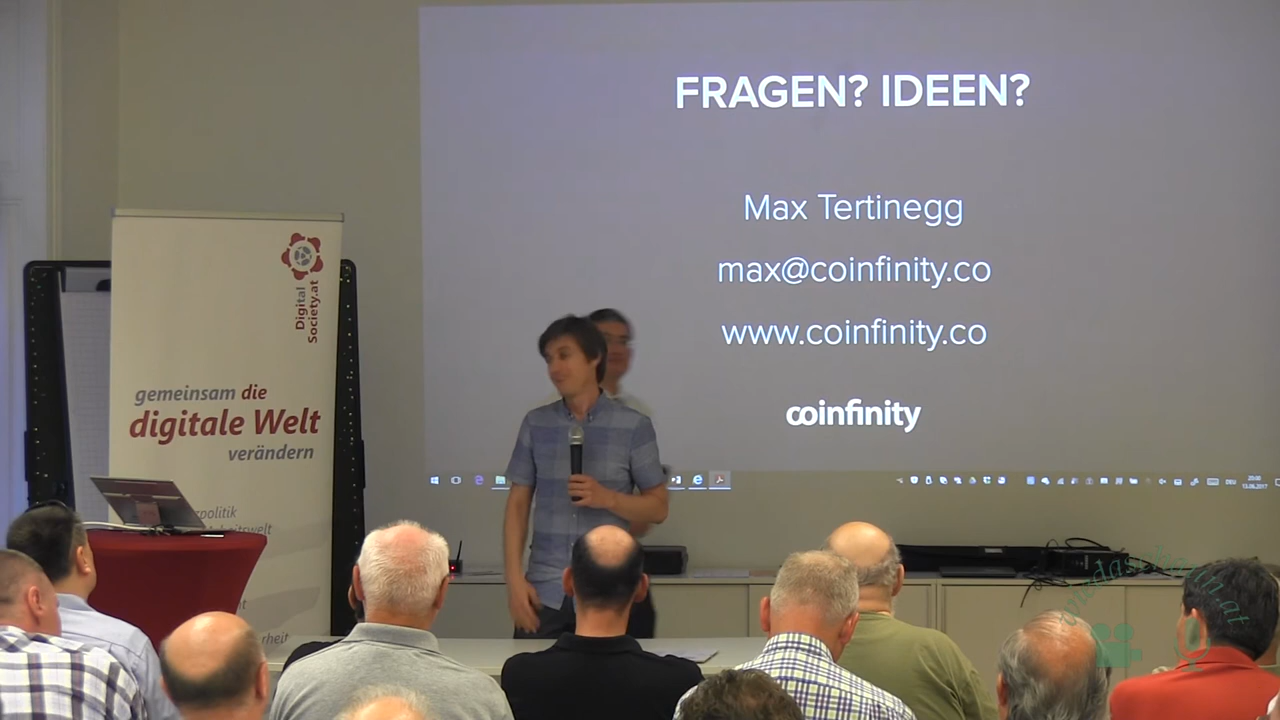 FRAGEN? IDEEN?
Max Tertinegg
max@coinfinity.co
www.coinfinity.co
coinfinity
Digital
Society.at
gemeinsam die
digitale Welt
verändern